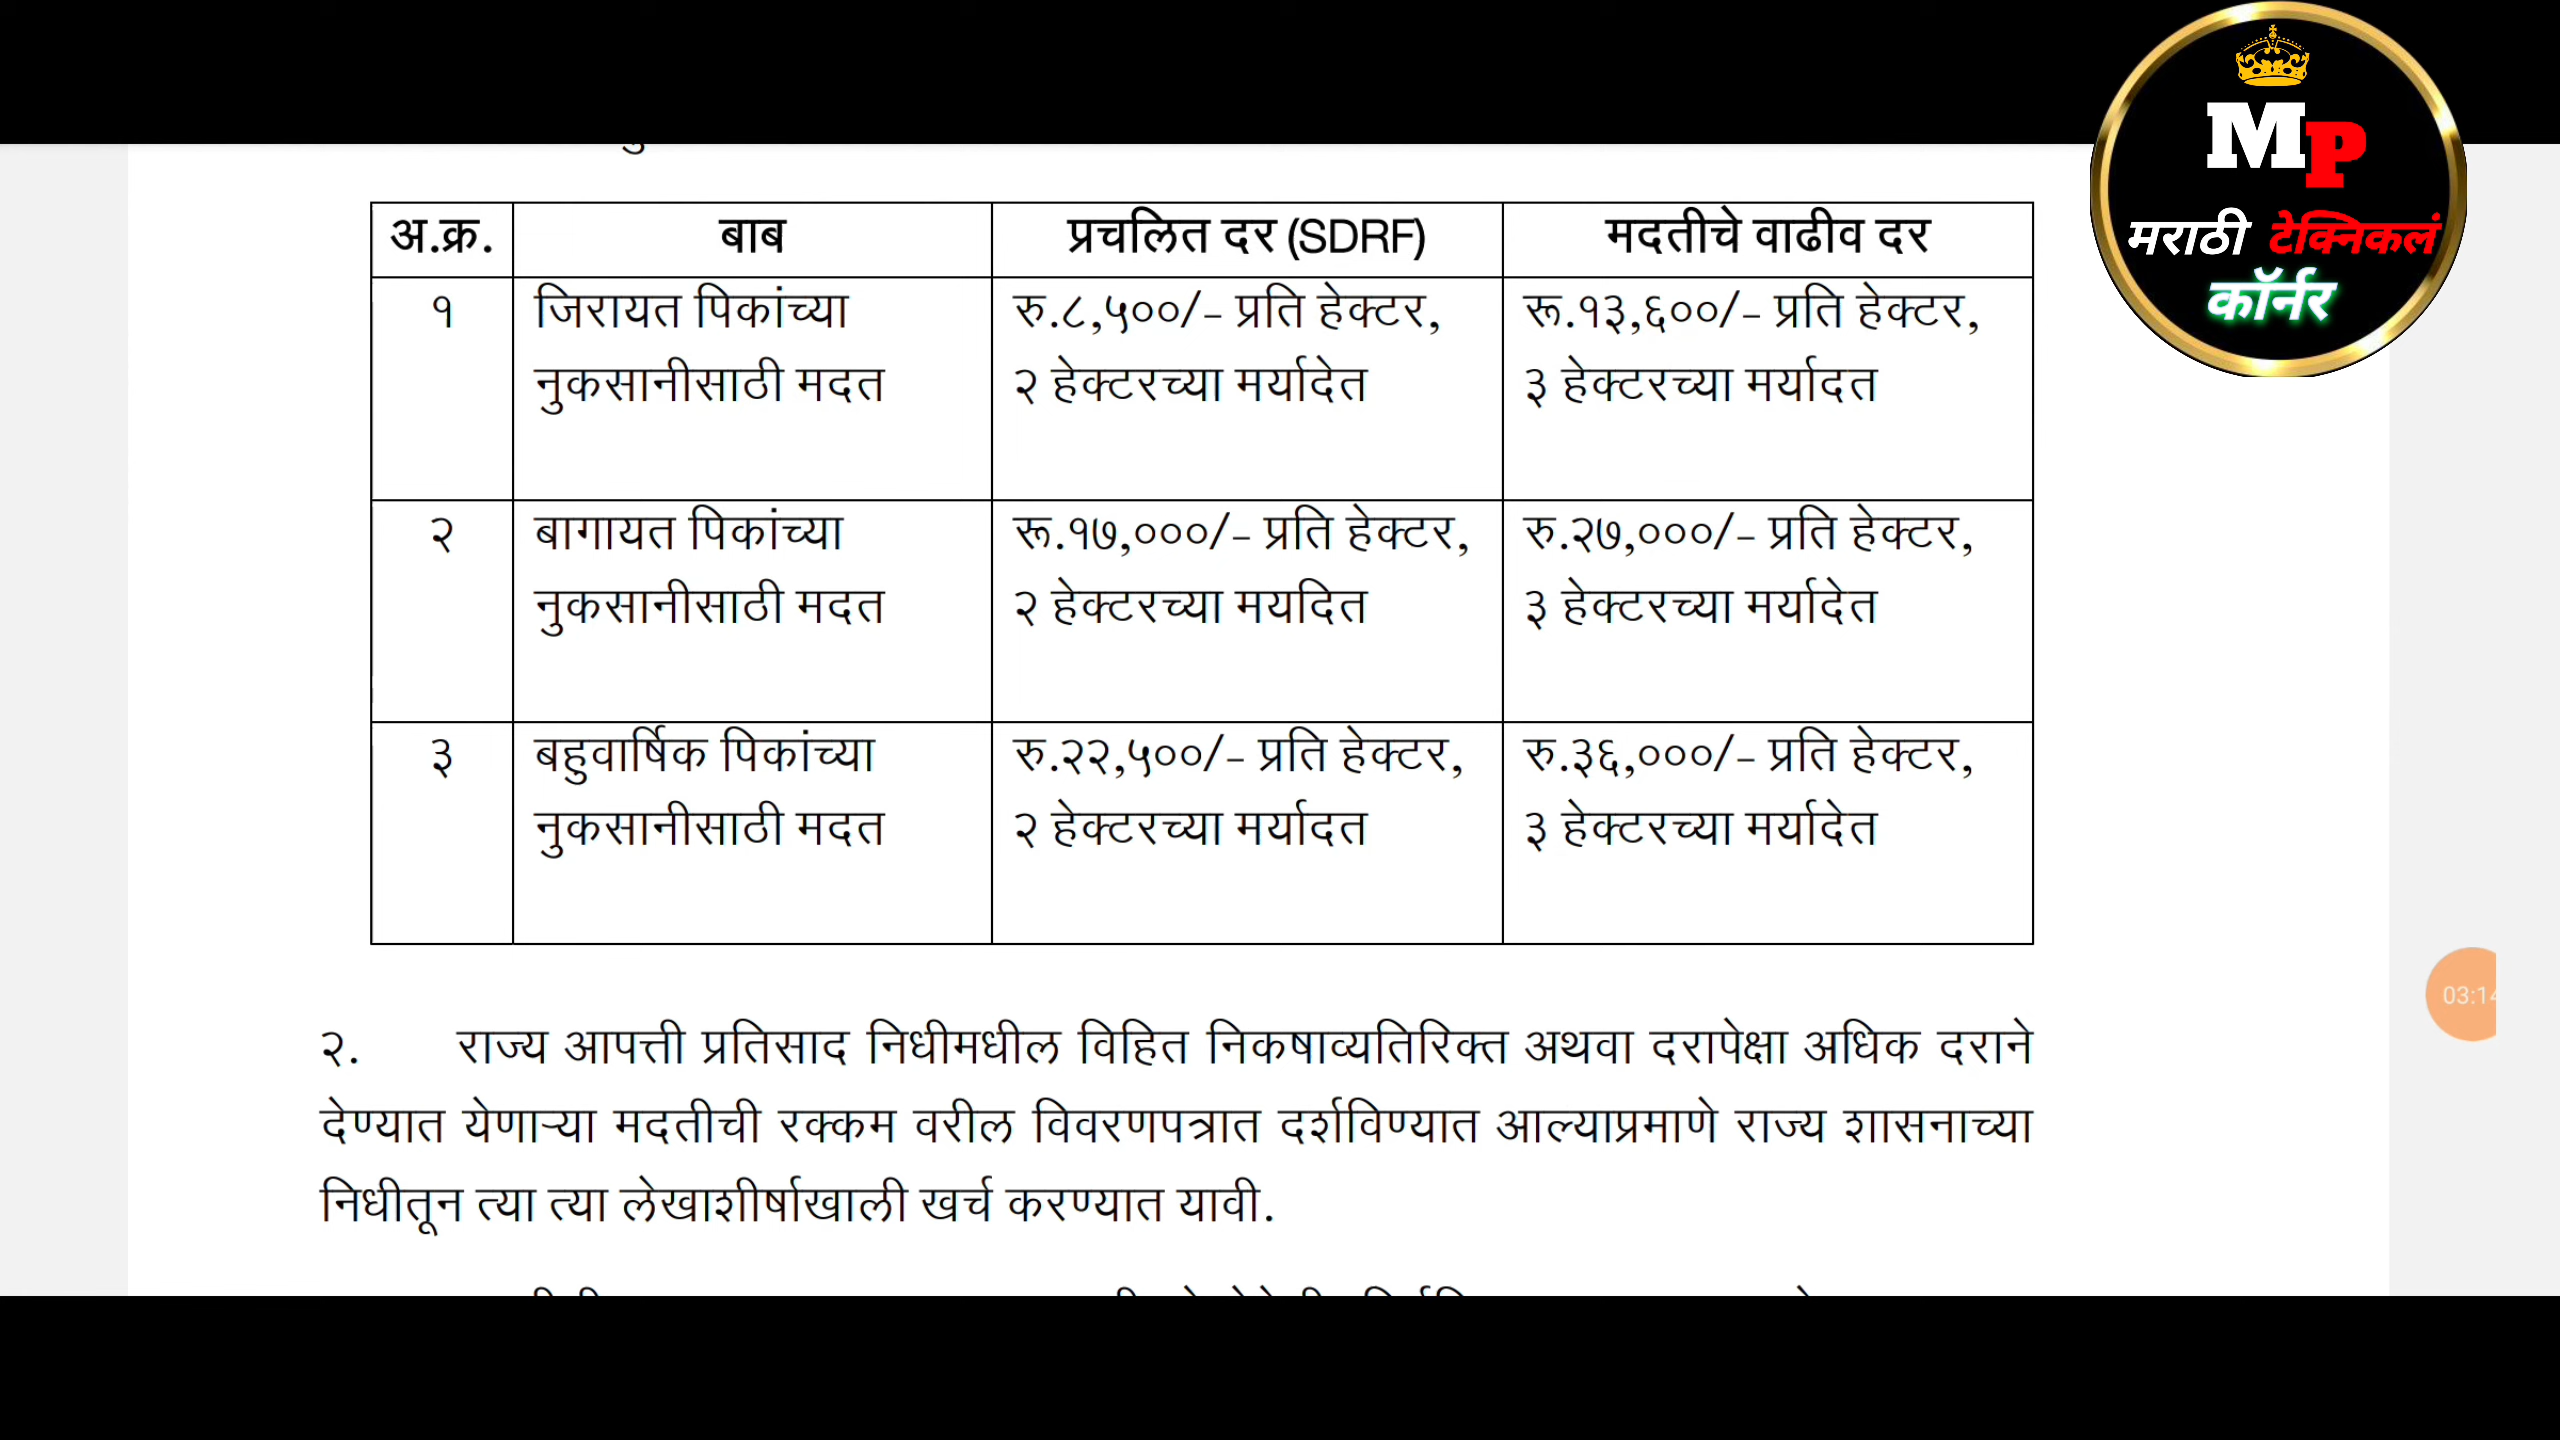 अ.क्र. बाब प्रचलित दर (SDRF) मदतीचे वाढीव दर
१ जिरायत पिकांच्या रु.८,५००/- प्रति हेक्टर, रू.१३,६००/- प्रति हेक्टर,
नुकसानीसाठी मदत २ हेक्टरच्या मर्यादेत ३ हेक्टरच्या मर्यादत
२ बागायत पिकांच्या रू.१७,०००/- प्रति हेक्टर, रु.२७,०००/- प्रति हेक्टर,
नुकसानीसाठी मदत २ हेक्टरच्या मयदित ३ हेक्टरच्या मर्यादेत
३ बहुवार्षिक पिकांच्या रु.२२,५००/- प्रति हेक्टर, रु.३६,०००/- प्रति हेक्टर,
नुकसानीसाठी मदत २ हेक्टरच्या मर्यादत ३ हेक्टरच्या मर्यादेत
२. राज्य आपत्ती प्रतिसाद निधीमधील विहित निकषाव्यतिरिक्त अथवा दरापेक्षा अधिक दराने
देण्यात येणाऱ्या मदतीची रक्कम वरील विवरणपत्रात दर्शविण्यात आल्याप्रमाणे राज्य शासनाच्या
निधीतून त्या त्या लेखाशीर्षाखाली खर्च करण्यात यावी.
MP
मराठी टेक्निकलं
कॉर्नर
03:14